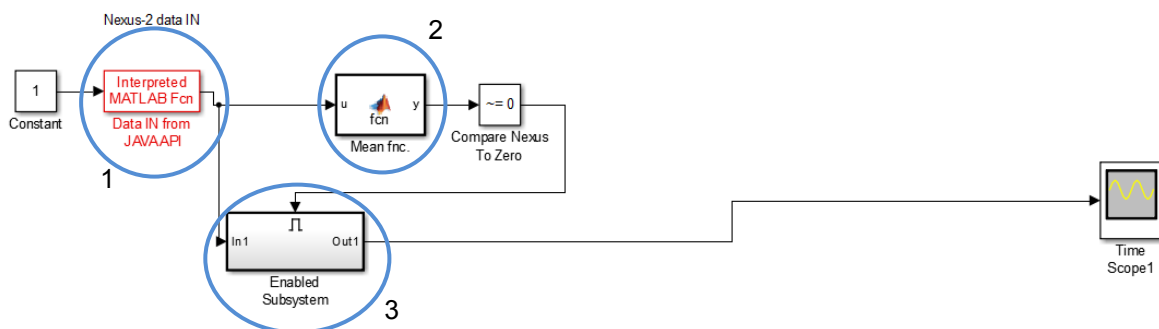 Nexus-2 data IN
1
Constant
Interpreted
MATLAB Fcn
Data IN from
JAVAAPI
1
2
u
fcn
y
Mean fnc.
~= 0
Compare Nexus
To Zero
In1
Out1
Enabled
Subsystem
3
Time
Scope1